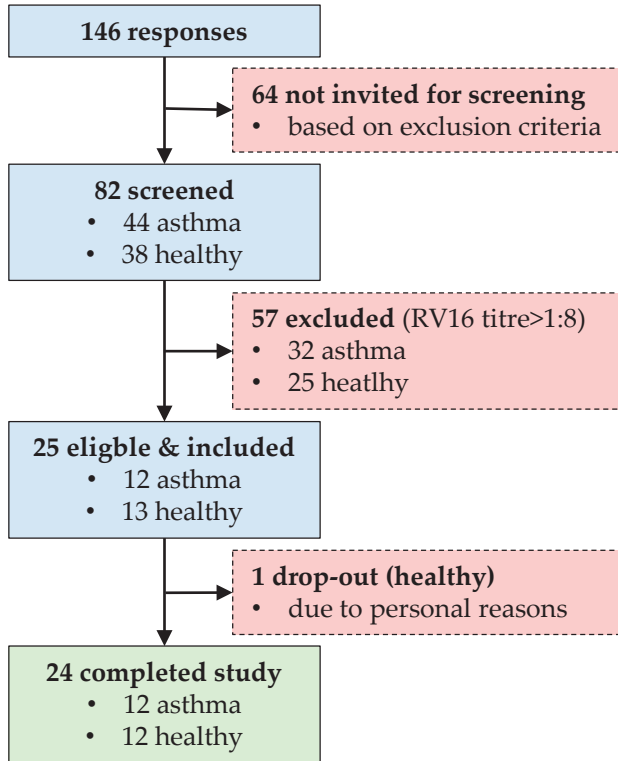 146 responses
64 not invited for screening
• based on exclusion criteria
82 screened
• 44 asthma
• 38 healthy
57 excluded (RV16 titre>1:8)
• 32 asthma
• 25 heatlhy
25 eligble & included
• 12 asthma
• 13 healthy
1 drop-out (healthy)
• due to personal reasons
24 completed study
• 12 asthma
• 12 healthy